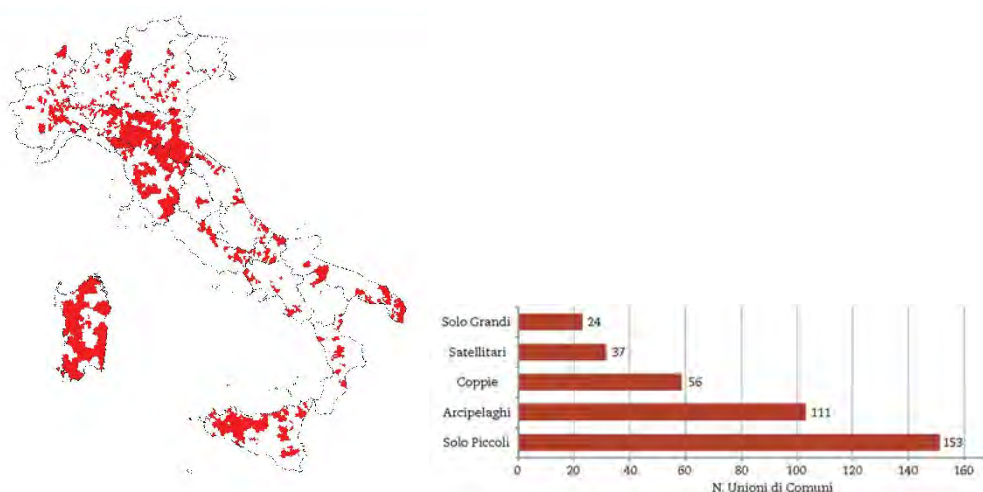 Solo Grandi 24
Satellitari 37
Coppie 56
Arcipelaghi 111
Solo Piccoli 153
0 20 40 60 80 100 120 140 160
N. Unioni di Comuni